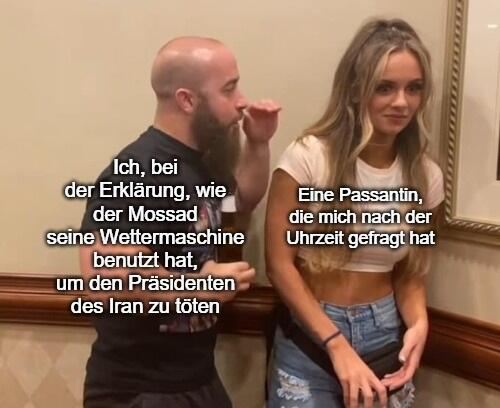 Ich, bei
der Erklärung, wie
der Mossad
seine Wettermaschine
benutzt hat,
um den Präsidenten
des Iran zu töten
Eine Passantin,
die mich nach der
Uhrzeit gefragt hat